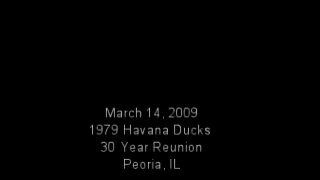 March 14, 2009
1979 Havana Ducks
30 Year Reunion
Peoria, IL